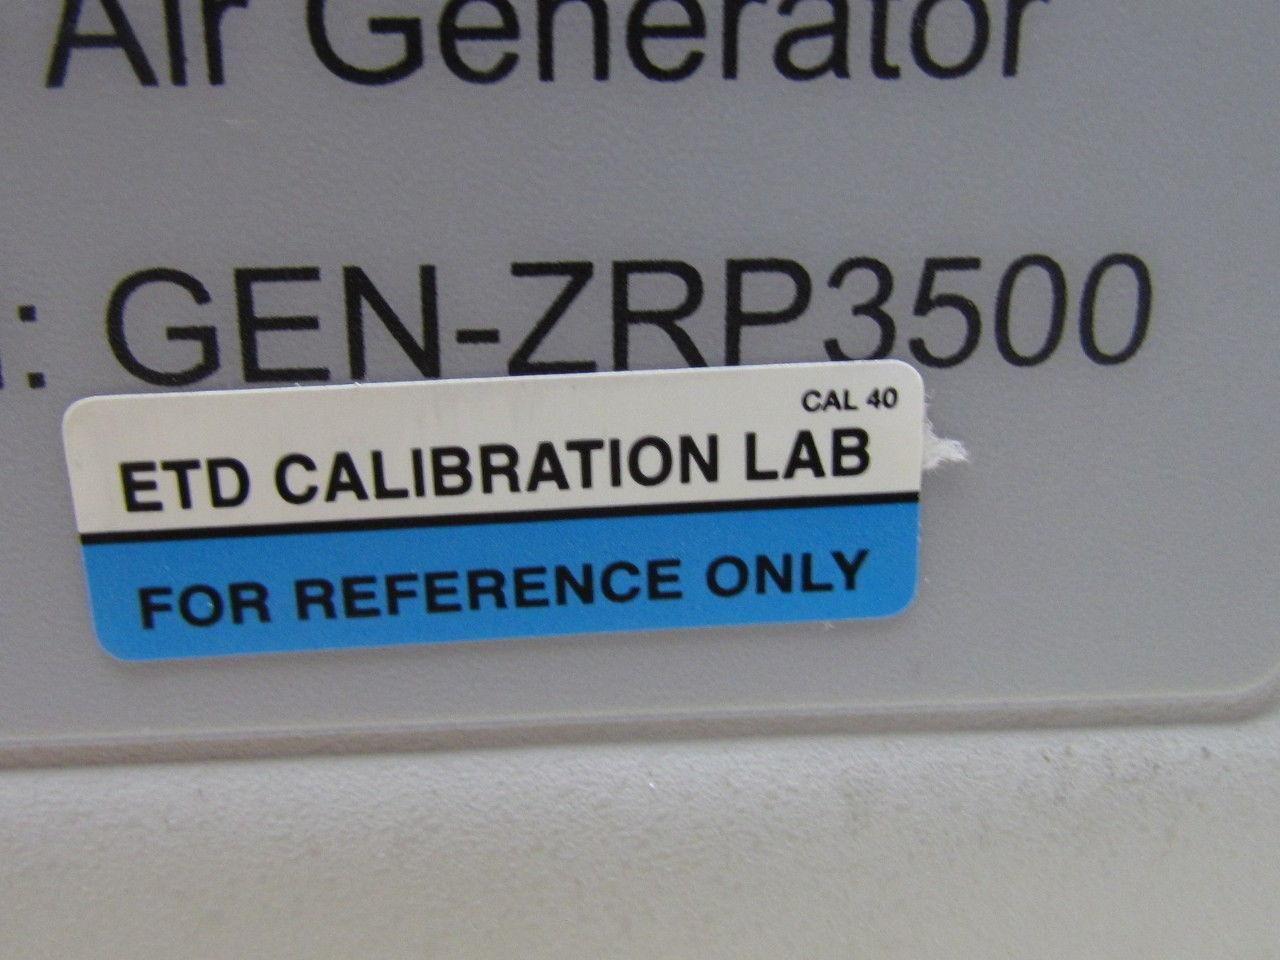 Air Generator
: GEN-ZRP3500
CAL 40
ETD CALIBRATION LAB
FOR REFERENCE ONLY